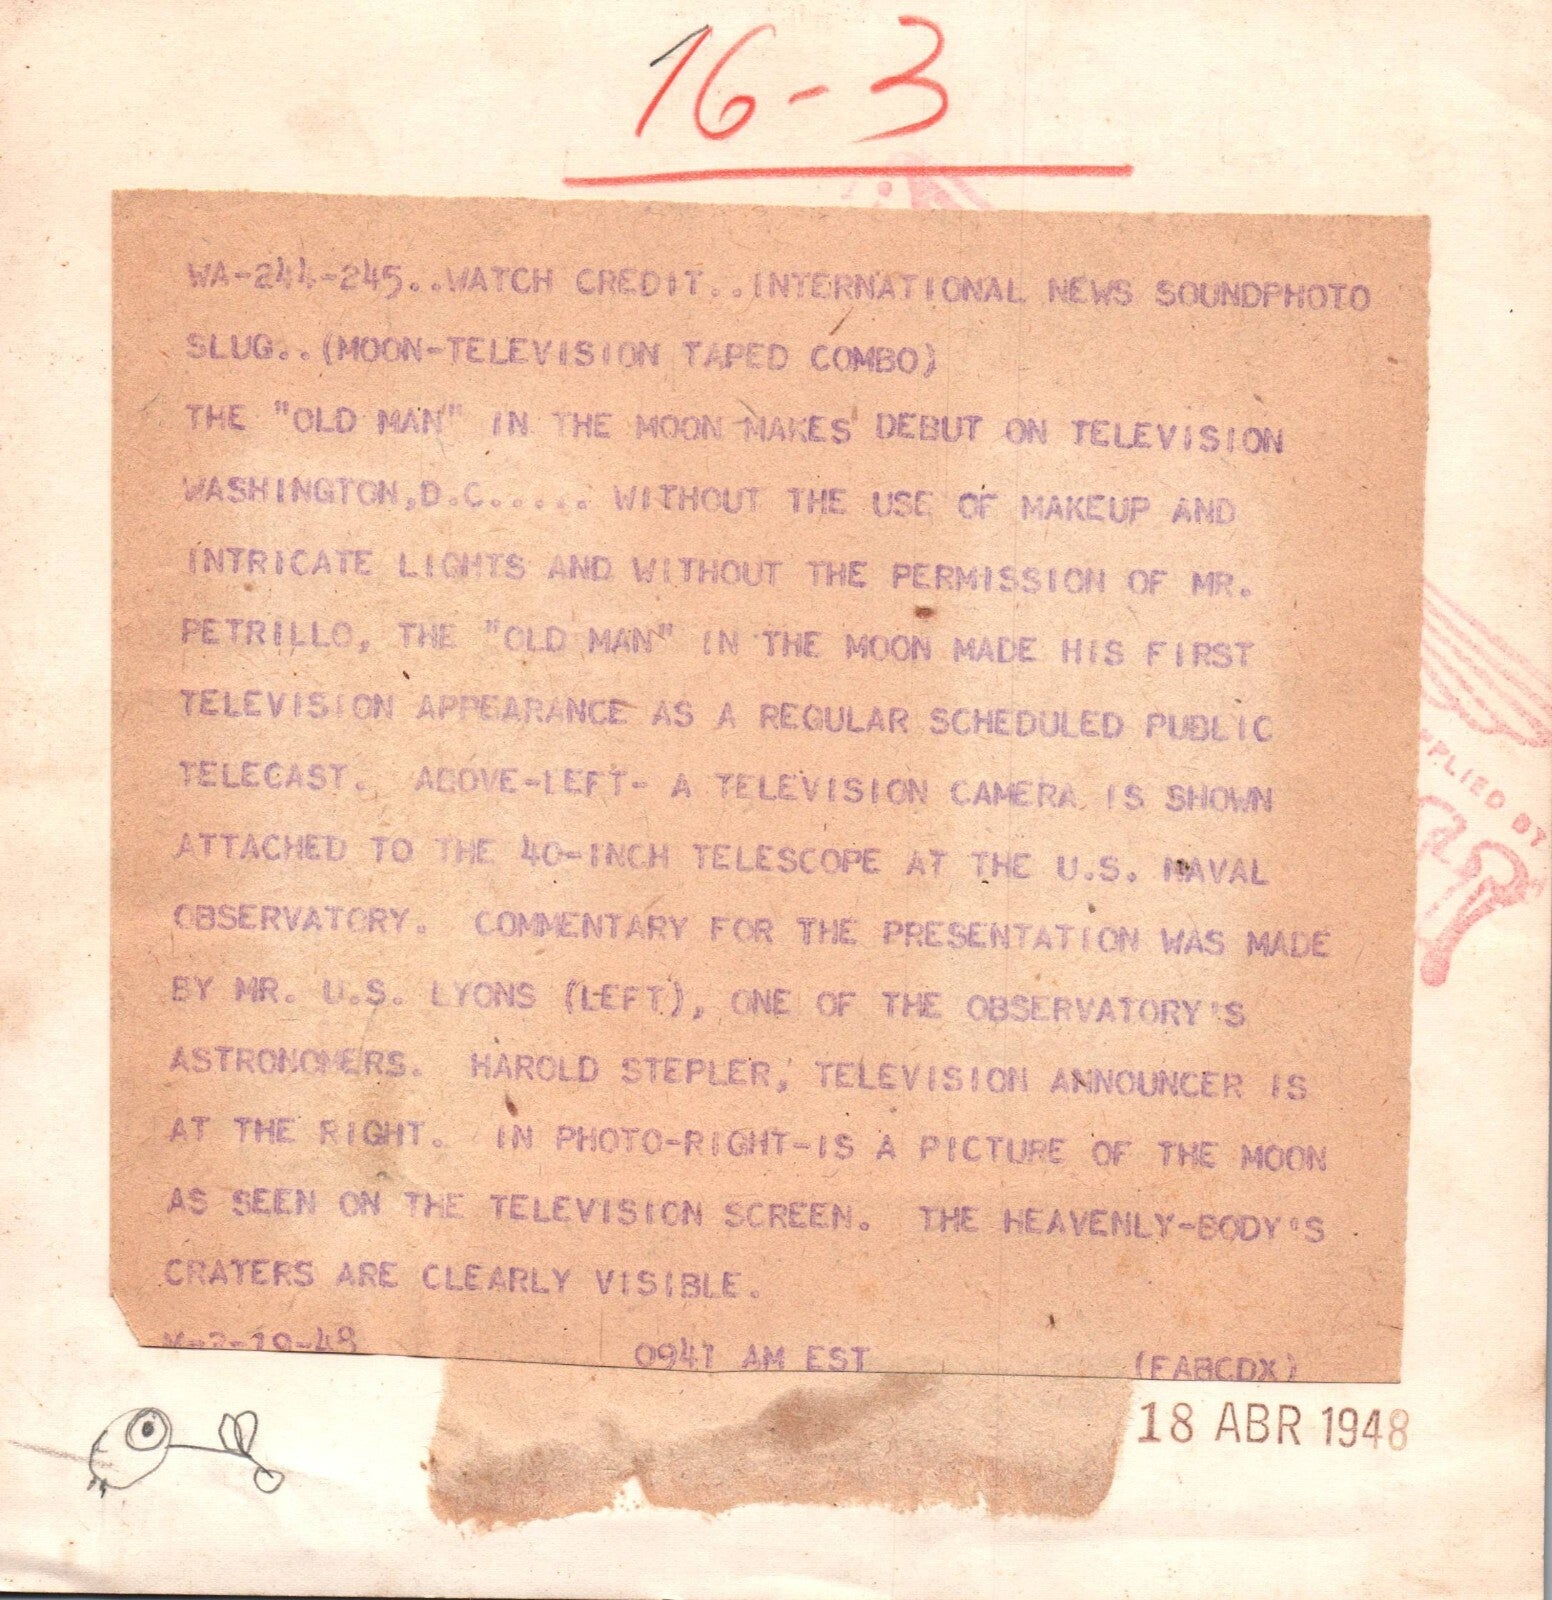 16-3
WA-244-245..WATCH CREDIT..INTERNATIONAL NEWS SOUNDPHOTO
SLUG..(MOON-TELEVISION TAPED COMBO)
THE "OLD MAN" IN THE MOON MAKES DEBUT ON TELEVISION
WASHINGTON,D.C..... WITHOUT THE USE OF MAKEUP AND
INTRICATE LIGHTS AND WITHOUT THE PERMISSION OF MR.
PETRILLO, THE "OLD MAN" IN THE MOON MADE HIS FIRST
TELEVISION APPEARANCE AS A REGULAR SCHEDULED PUBLIC
TELECAST. ABOVE-LEFT- A TELEVISION CAMERA IS SHOWN
ATTACHED TO THE 40-INCH TELESCOPE AT THE U.S. NAVAL
OBSERVATORY. COMMENTARY FOR THE PRESENTATION WAS MADE
BY MR. U.S. LYONS (LEFT), ONE OF THE OBSERVATORY'S
ASTRONOMERS. HAROLD STEPLER, TELEVISION ANNOUNCER IS
AT THE RIGHT. IN PHOTO-RIGHT-IS A PICTURE OF THE MOON
AS SEEN ON THE TELEVISION SCREEN. THE HEAVENLY-BODY'S
CRATERS ARE CLEARLY VISIBLE.
0941 AM EST (EABCDX)
18 ABR 1948
BY